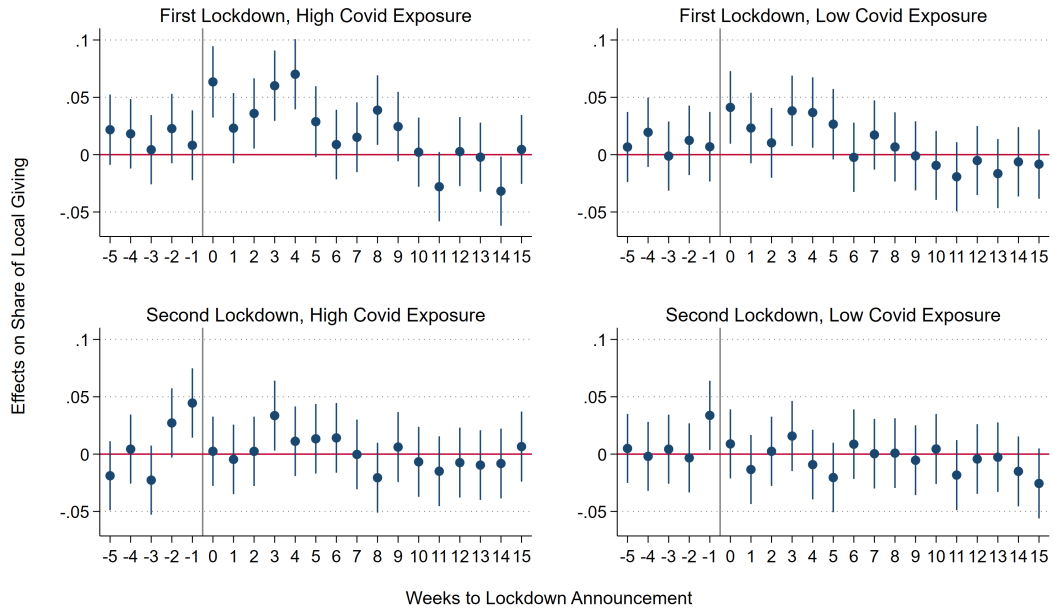 First Lockdown, High Covid Exposure
.1
.05
0
-.05
-5 -4 -3 -2 -1 0 1 2 3 4 5 6 7 8 9 10 11 12 13 14 15
First Lockdown, Low Covid Exposure
.1
.05
0
-.05
-5 -4 -3 -2 -1 0 1 2 3 4 5 6 7 8 9 10 11 12 13 14 15
Effects on Share of Local Giving
Second Lockdown, High Covid Exposure
.1
.05
0
-.05
-5 -4 -3 -2 -1 0 1 2 3 4 5 6 7 8 9 10 11 12 13 14 15
Second Lockdown, Low Covid Exposure
.1
.05
0
-.05
-5 -4 -3 -2 -1 0 1 2 3 4 5 6 7 8 9 10 11 12 13 14 15
Weeks to Lockdown Announcement